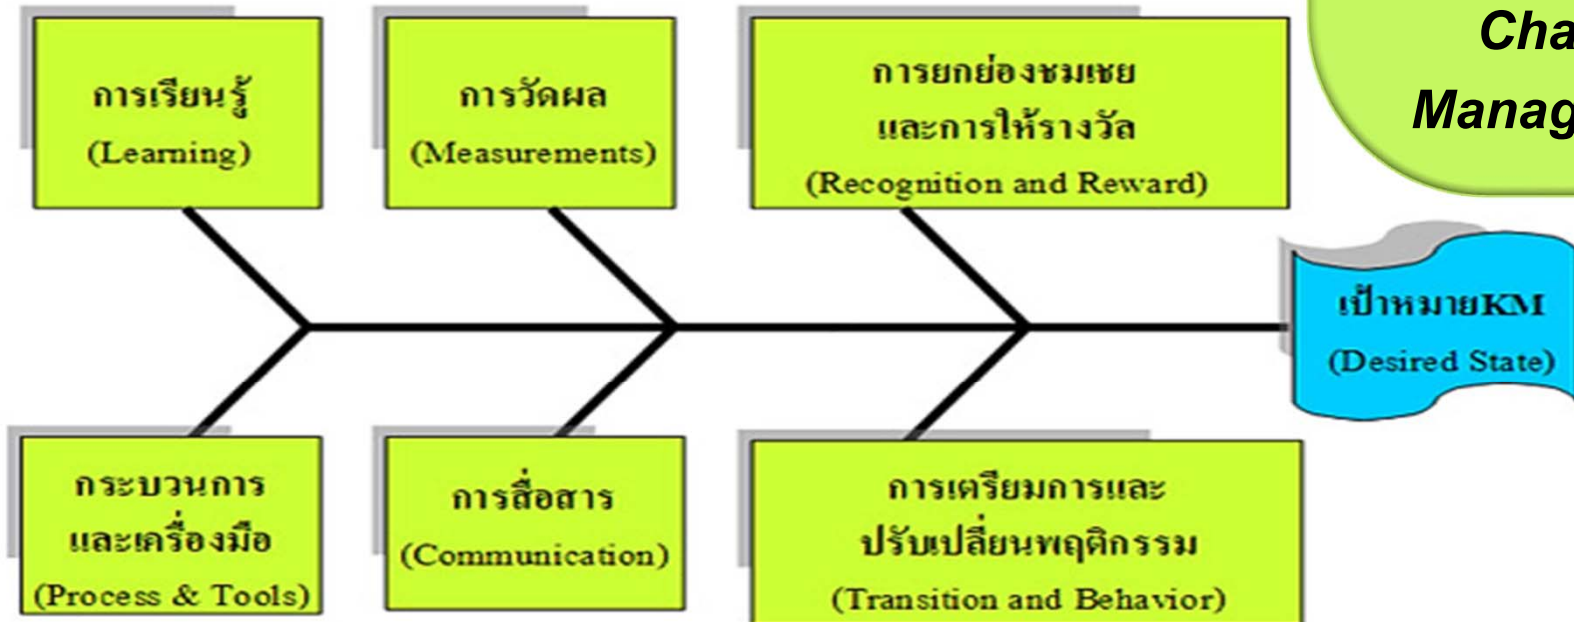 การเรียนรู้
(Learning)
การวัดผล
(Measurements)
การยกย่องชมเชย
และการให้รางวัล
(Recognition and Reward)
เป้าหมายKM
(Desired State)
กระบวนการ
และเครื่องมือ
(Process & Tools)
การสื่อสาร
(Communication)
การเตรียมการและ
ปรับเปลี่ยนพฤติกรรม
(Transition and Behavior)